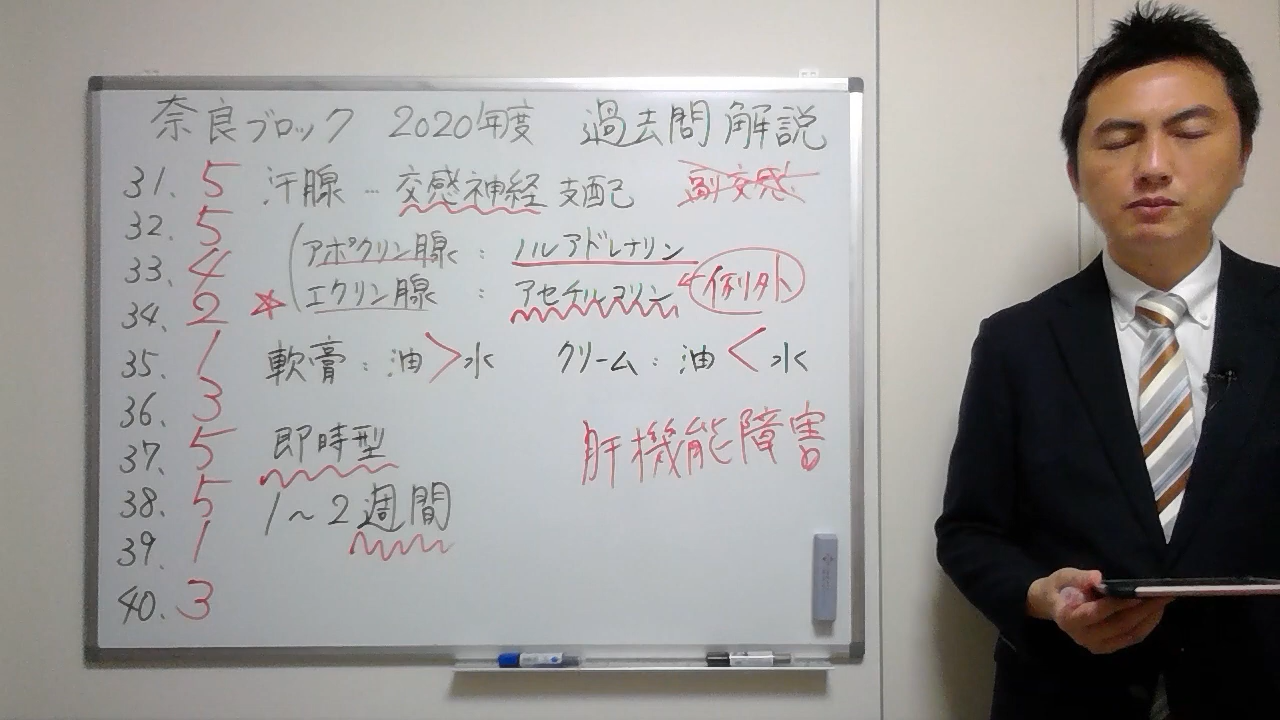 奈良ブロック 2020年度 過去問解説
31. 5 汗腺…交感神経支配 副交感
32. 5
アポクリン腺：ノルアドレナリン
33. 4
エクリン腺：アセチルコリン 例外
34. 2
35. 1 軟膏：油＞水 クリーム：油＜水
36. 3
37. 5 即時型 肝機能障害
38. 5 1～2週間
39. 1
40. 3